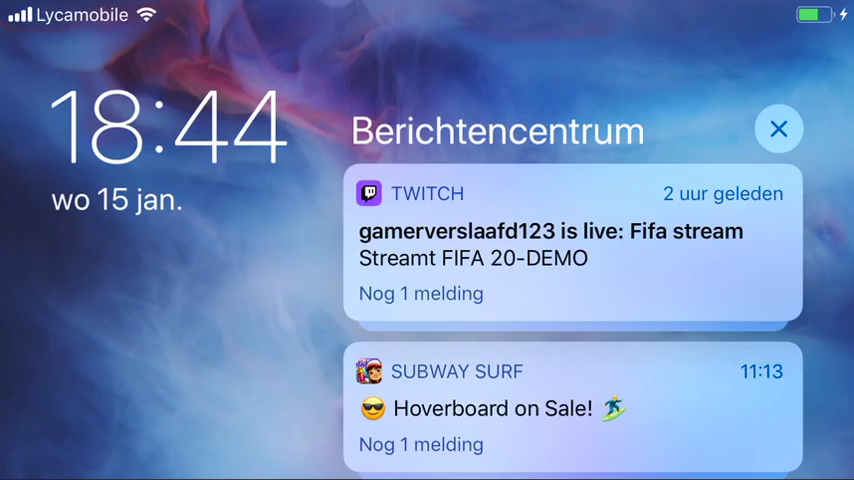 Lycamobile
18:44
wo 15 jan.
Berichtencentrum
TWITCH 2 uur geleden
gamerverslaafd123 is live: Fifa stream
Streamt FIFA 20-DEMO
Nog 1 melding
SUBWAY SURF 11:13
😎 Hoverboard on Sale! 🏄‍♂️
Nog 1 melding